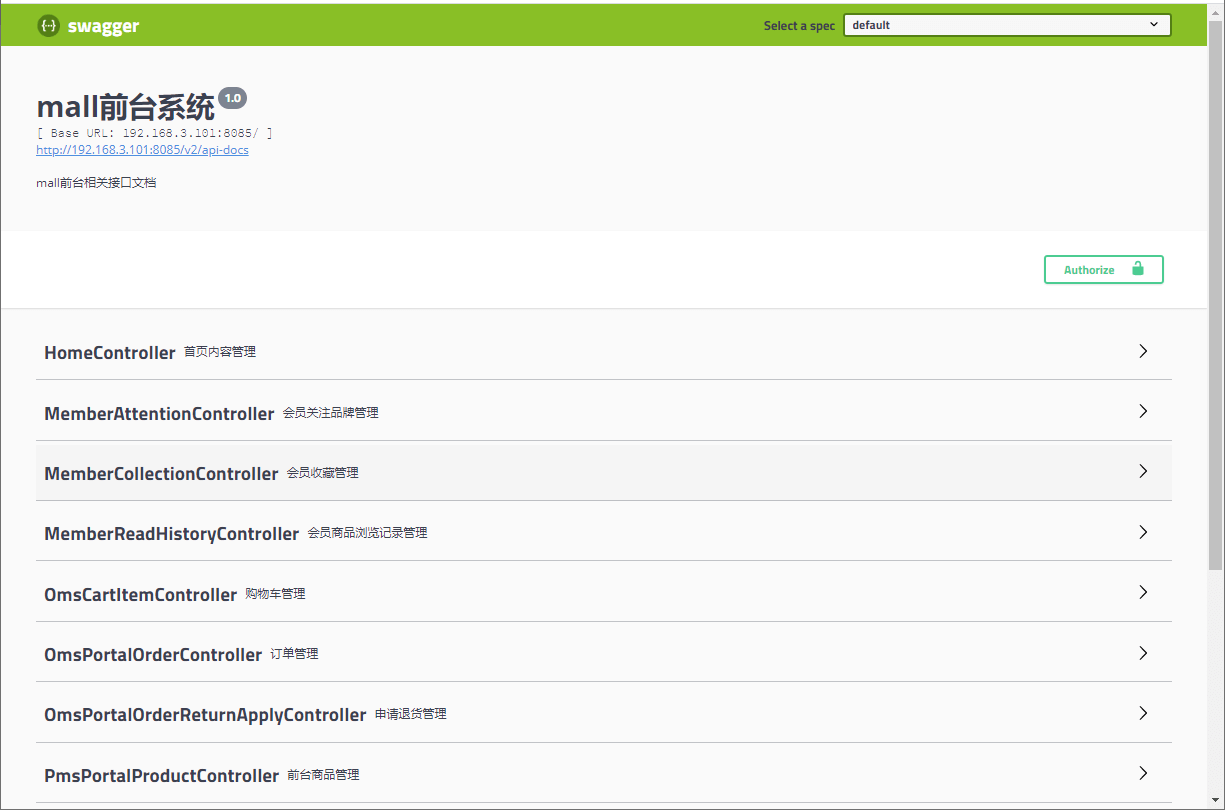 swagger
Select a spec default
mall前台系统 1.0
[ Base URL: 192.168.3.101:8085/ ]
http://192.168.3.101:8085/v2/api-docs
mall前台相关接口文档
Authorize
HomeController 首页内容管理
MemberAttentionController 会员关注品牌管理
MemberCollectionController 会员收藏管理
MemberReadHistoryController 会员商品浏览记录管理
OmsCartItemController 购物车管理
OmsPortalOrderController 订单管理
OmsPortalOrderReturnApplyController 申请退货管理
PmsPortalProductController 前台商品管理